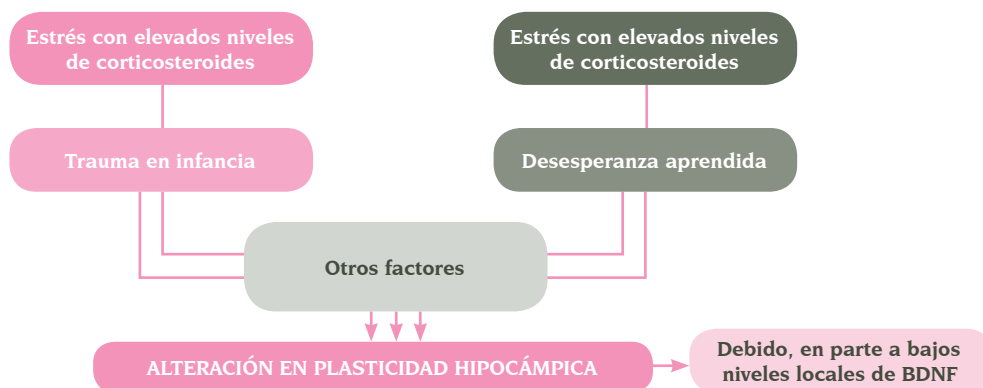 Estrés con elevados niveles
de corticosteroides
Estrés con elevados niveles
de corticosteroides
Trauma en infancia
Desesperanza aprendida
Otros factores
ALTERACIÓN EN PLASTICIDAD HIPOCÁMPICA
Debido, en parte a bajos
niveles locales de BDNF